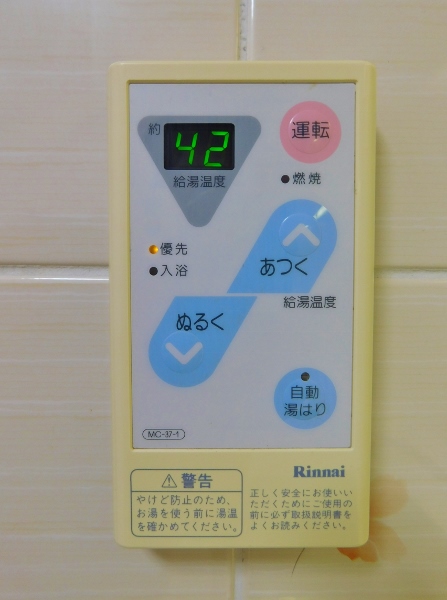 約 42
給湯温度
運転
燃焼
優先
入浴
あつく
ぬるく
給湯温度
自動
湯はり
MC-37-1
Rinnai
⚠警告
やけど防止のため、
お湯を使う前に湯温
を確かめてください。
正しく安全にお使いい
ただくためにご使用の
前に必ず取扱説明書を
よくお読みください。